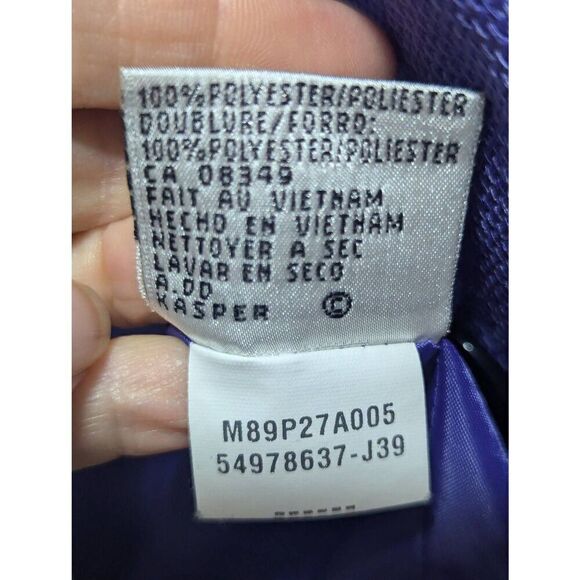 100%POLYESTER/POLIESTER
DOUBLURE/FORRO:
100%POLYESTER/POLIESTER
CA 08349
FAIT AU VIETNAM
HECHO EN VIETNAM
NETTOYER A SEC
LAVAR EN SECO
A.DD
KASPER ©
M89P27A005
54978637-J39